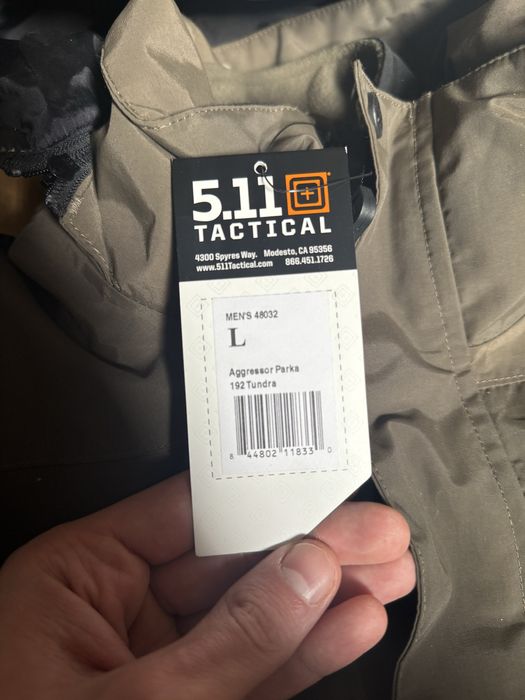 5.11
TACTICAL
4300 Spyres Way. Modesto, CA 95356
www.511Tactical.com 866.451.1726
MEN'S 48032
L
Aggressor Parka
192 Tundra
8 44802 11833 0